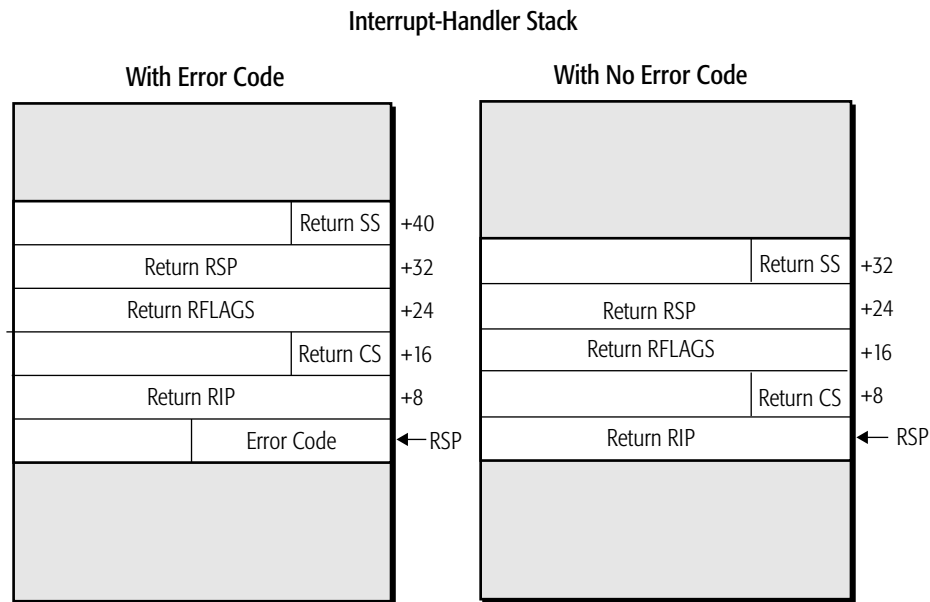 Interrupt-Handler Stack
With Error Code
Return SS +40
Return RSP +32
Return RFLAGS +24
Return CS +16
Return RIP +8
Error Code RSP
With No Error Code
Return SS +32
Return RSP +24
Return RFLAGS +16
Return CS +8
Return RIP RSP